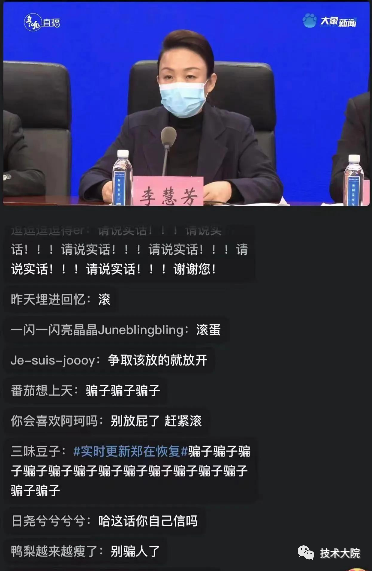 直播
大象新闻
李慧芳
请说实话！！！请说实
话！！！请说实话！！！请说实话！！！请
说实话！！！请说实话！！！谢谢您！
昨天埋进回忆：滚
一闪一闪亮晶晶Juneblingbling：滚蛋
Je-suis-joooy：争取该放的就放开
番茄想上天：骗子骗子骗子
你会喜欢阿珂吗：别放屁了 赶紧滚
三味豆子：#实时更新郑在恢复#骗子骗子骗
子骗子骗子骗子骗子骗子骗子骗子骗子
骗子骗子
日尧兮兮兮兮：哈这话你自己信吗
鸭梨越来越瘦了：别骗人了
技术大院